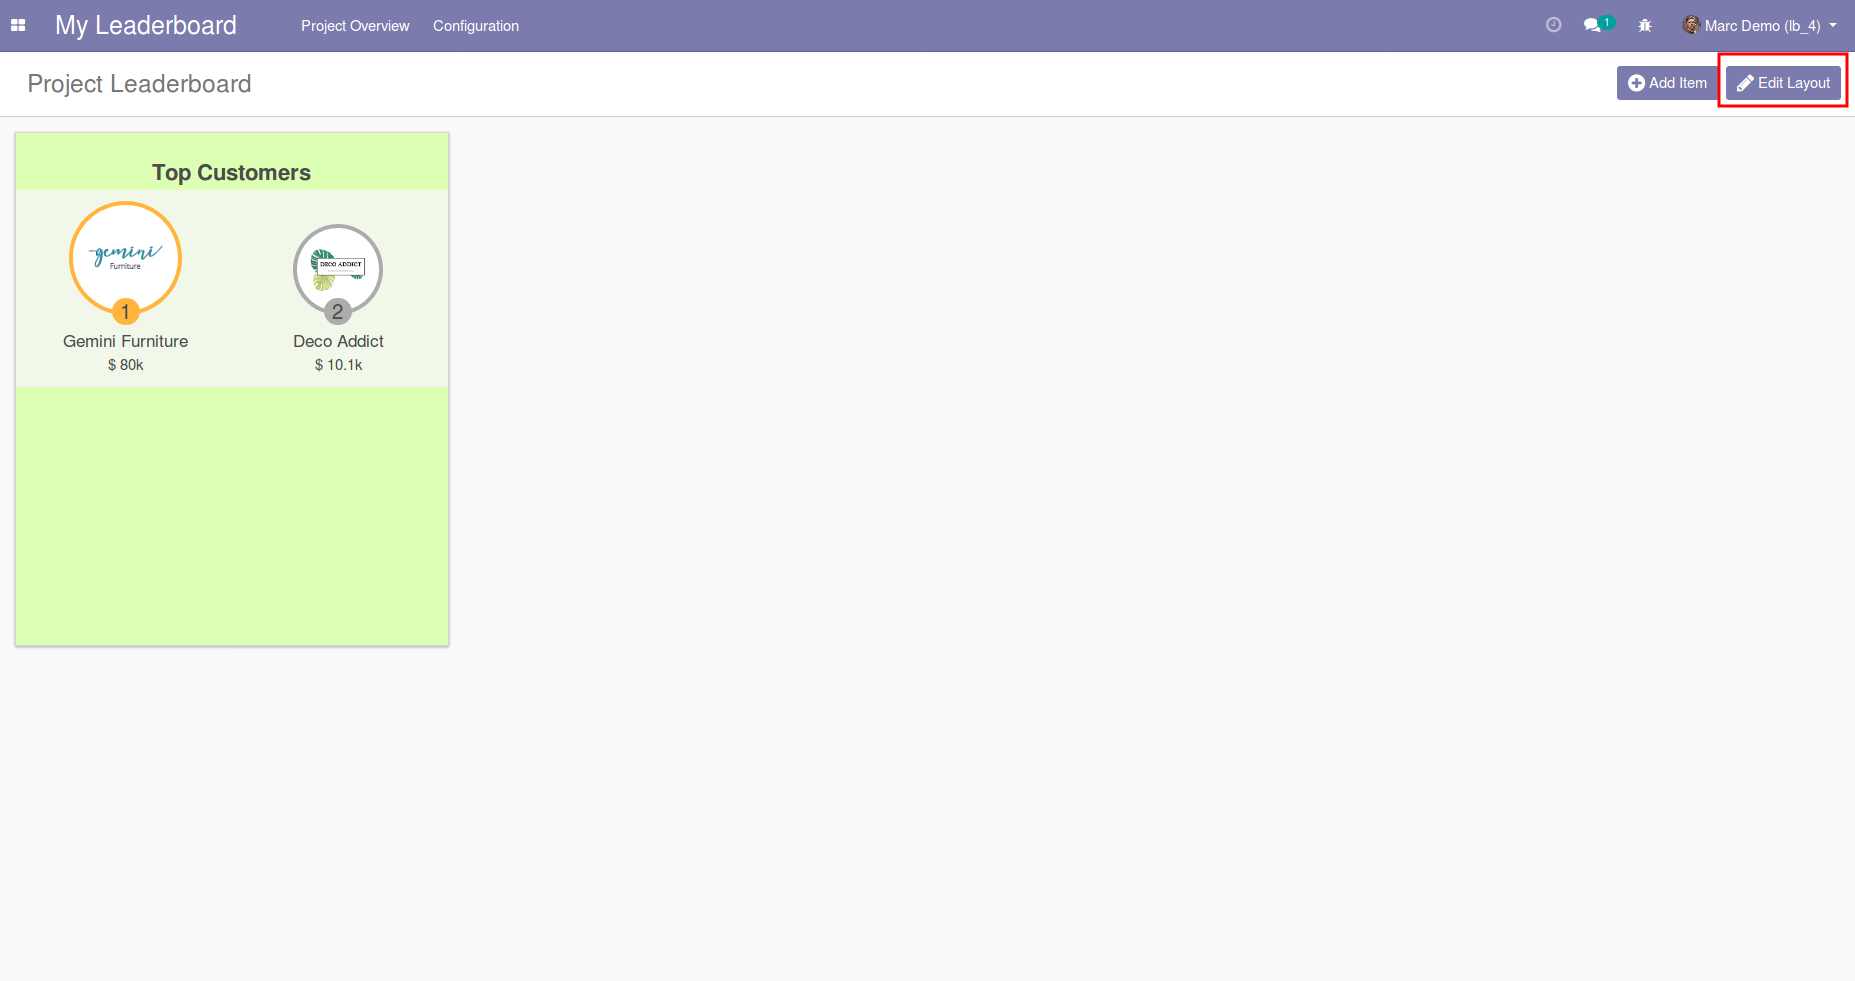 My Leaderboard
Project Overview
Configuration
1
Marc Demo (lb_4)
Project Leaderboard
Add Item
Edit Layout
Top Customers
gemini
Furniture
1
Gemini Furniture
$ 80k
DECO ADDICT
2
Deco Addict
$ 10.1k